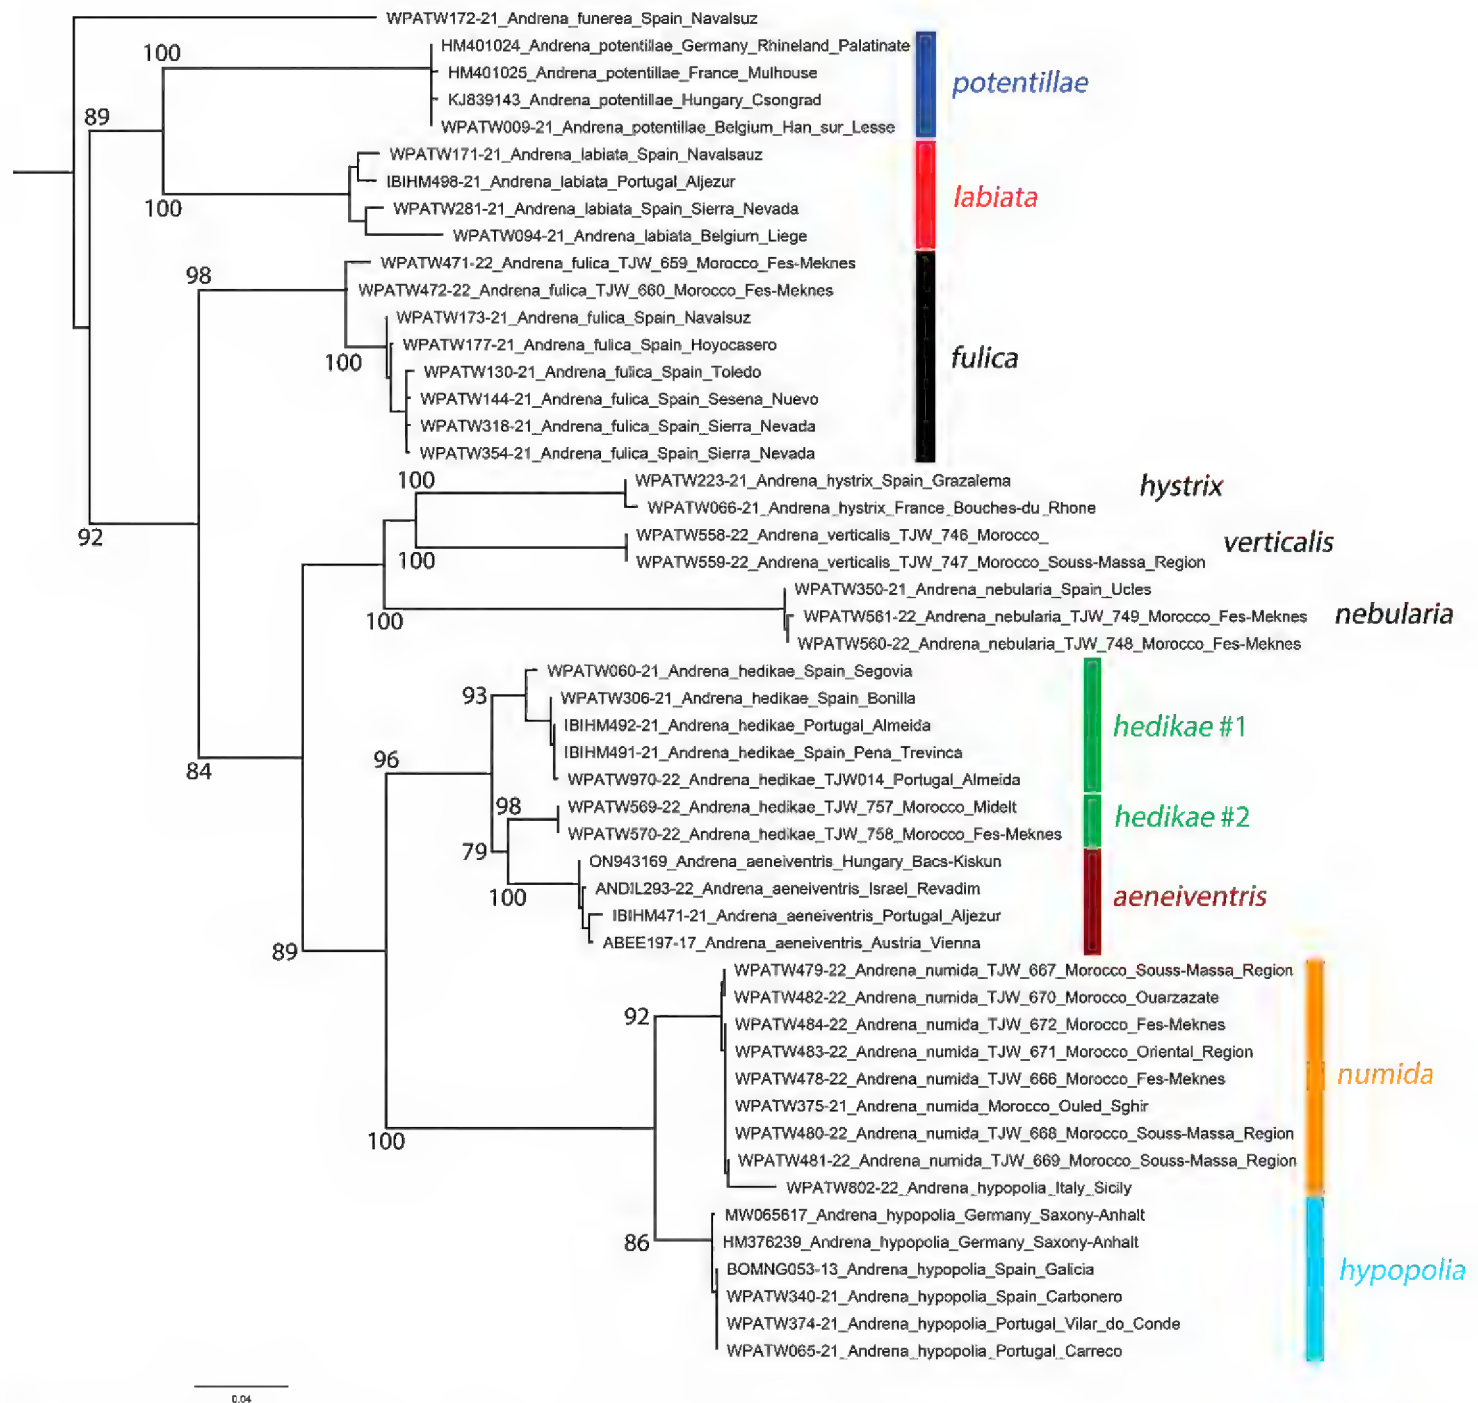 WPATW172-21_Andrena_funerea_Spain_Navalsuz
100
HM401024_Andrena_potentillae_Germany_Rhineland_Palatinate
HM401025_Andrena_potentillae_France_Mulhouse
potentillae
KJ839143_Andrena_potentillae_Hungary_Csongrad
89
WPATW009-21_Andrena_potentillae_Belgium_Han_sur_Lesse
WPATW171-21_Andrena_labiata_Spain_Navalsauz
IBIHM498-21_Andrena_labiata_Portugal_Aljezur
labiata
100
WPATW281-21_Andrena_labiata_Spain_Sierra_Nevada
WPATW094-21_Andrena_labiata_Belgium_Liege
98
WPATW471-22_Andrena_fulica_TJW_659_Morocco_Fes-Meknes
WPATW472-22_Andrena_fulica_TJW_660_Morocco_Fes-Meknes
WPATW173-21_Andrena_fulica_Spain_Navalsuz
WPATW177-21_Andrena_fulica_Spain_Hoyocasero
fulica
100
WPATW130-21_Andrena_fulica_Spain_Toledo
WPATW144-21_Andrena_fulica_Spain_Sesena_Nuevo
WPATW318-21_Andrena_fulica_Spain_Sierra_Nevada
WPATW354-21_Andrena_fulica_Spain_Sierra_Nevada
100
WPATW223-21_Andrena_hystrix_Spain_Grazalema
hystrix
WPATW066-21_Andrena_hystrix_France_Bouches-du_Rhone
92
WPATW558-22_Andrena_verticalis_TJW_746_Morocco_
verticalis
100
WPATW559-22_Andrena_verticalis_TJW_747_Morocco_Souss-Massa_Region
WPATW350-21_Andrena_nebularia_Spain_Ucles
100
WPATW561-22_Andrena_nebularia_TJW_749_Morocco_Fes-Meknes
nebularia
WPATW560-22_Andrena_nebularia_TJW_748_Morocco_Fes-Meknes
93
WPATW060-21_Andrena_hedikae_Spain_Segovia
WPATW306-21_Andrena_hedikae_Spain_Bonilla
IBIHM492-21_Andrena_hedikae_Portugal_Almeida
hedikae #1
IBIHM491-21_Andrena_hedikae_Spain_Pena_Trevinca
84
96
WPATW970-22_Andrena_hedikae_TJW014_Portugal_Almeida
98
WPATW569-22_Andrena_hedikae_TJW_757_Morocco_Midelt
hedikae #2
WPATW570-22_Andrena_hedikae_TJW_758_Morocco_Fes-Meknes
79
ON943169_Andrena_aeneiventris_Hungary_Bacs-Kiskun
ANDIL293-22_Andrena_aeneiventris_Israel_Revadim
aeneiventris
100
IBIHM471-21_Andrena_aeneiventris_Portugal_Aljezur
ABEE197-17_Andrena_aeneiventris_Austria_Vienna
89
WPATW479-22_Andrena_numida_TJW_667_Morocco_Souss-Massa_Region
WPATW482-22_Andrena_numida_TJW_670_Morocco_Ouarzazate
92
WPATW484-22_Andrena_numida_TJW_672_Morocco_Fes-Meknes
WPATW483-22_Andrena_numida_TJW_671_Morocco_Oriental_Region
WPATW478-22_Andrena_numida_TJW_666_Morocco_Fes-Meknes
numida
WPATW375-21_Andrena_numida_Morocco_Ouled_Sghir
100
WPATW480-22_Andrena_numida_TJW_668_Morocco_Souss-Massa_Region
WPATW481-22_Andrena_numida_TJW_669_Morocco_Souss-Massa_Region
WPATW802-22_Andrena_hypopolia_Italy_Sicily
MW065617_Andrena_hypopolia_Germany_Saxony-Anhalt
86
HM376239_Andrena_hypopolia_Germany_Saxony-Anhalt
BOMNG053-13_Andrena_hypopolia_Spain_Galicia
hypopolia
WPATW340-21_Andrena_hypopolia_Spain_Carbonero
WPATW374-21_Andrena_hypopolia_Portugal_Vilar_do_Conde
WPATW065-21_Andrena_hypopolia_Portugal_Carreco
0.04